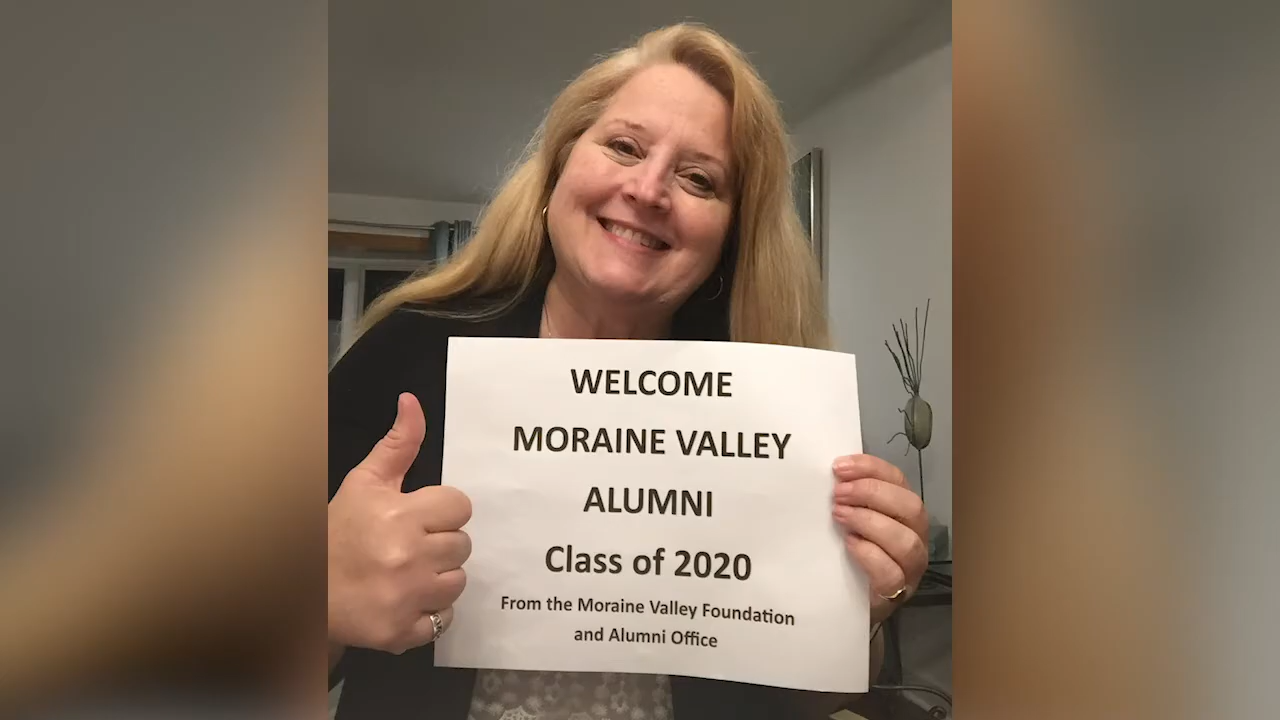 WELCOME
MORAINE VALLEY
ALUMNI
Class of 2020
From the Moraine Valley Foundation
and Alumni Office